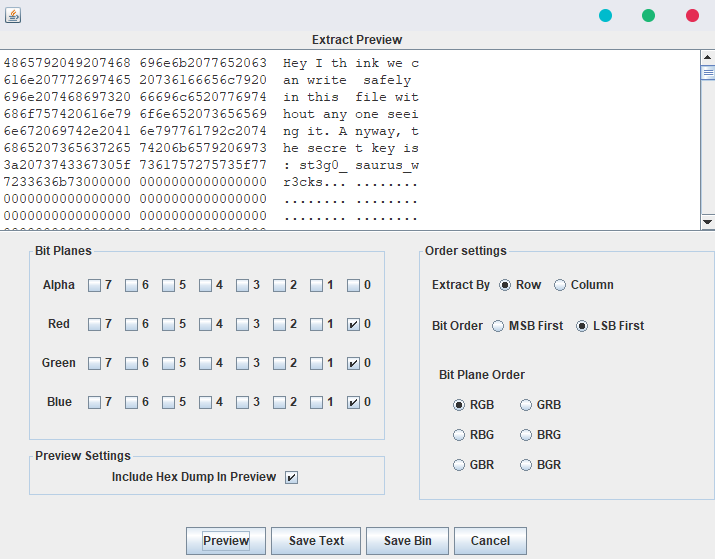 Extract Preview
4865792049207468 696e6b2077652063 Hey I th ink we c
616e207772697465 20736166656c7920 an write  safely 
696e207468697320 66696c6520776974 in this  file wit
686f757420616e79 6f6e652073656569 hout any one seei
6e672069742e2041 6e797761792c2074 ng it. A nyway, t
6865207365637265 74206b6579206973 he secre t key is
3a2073743367305f 7361757275735f77 : st3g0_ saurus_w
7233636b73000000 0000000000000000 r3cks... ........
0000000000000000 0000000000000000 ........ ........
0000000000000000 0000000000000000 ........ ........
0000000000000000 0000000000000000
Bit Planes
Alpha 7 6 5 4 3 2 1 0
Red 7 6 5 4 3 2 1 0
Green 7 6 5 4 3 2 1 0
Blue 7 6 5 4 3 2 1 0
Preview Settings
Include Hex Dump In Preview
Order settings
Extract By Row Column
Bit Order MSB First LSB First
Bit Plane Order
RGB GRB
RBG BRG
GBR BGR
Preview Save Text Save Bin Cancel